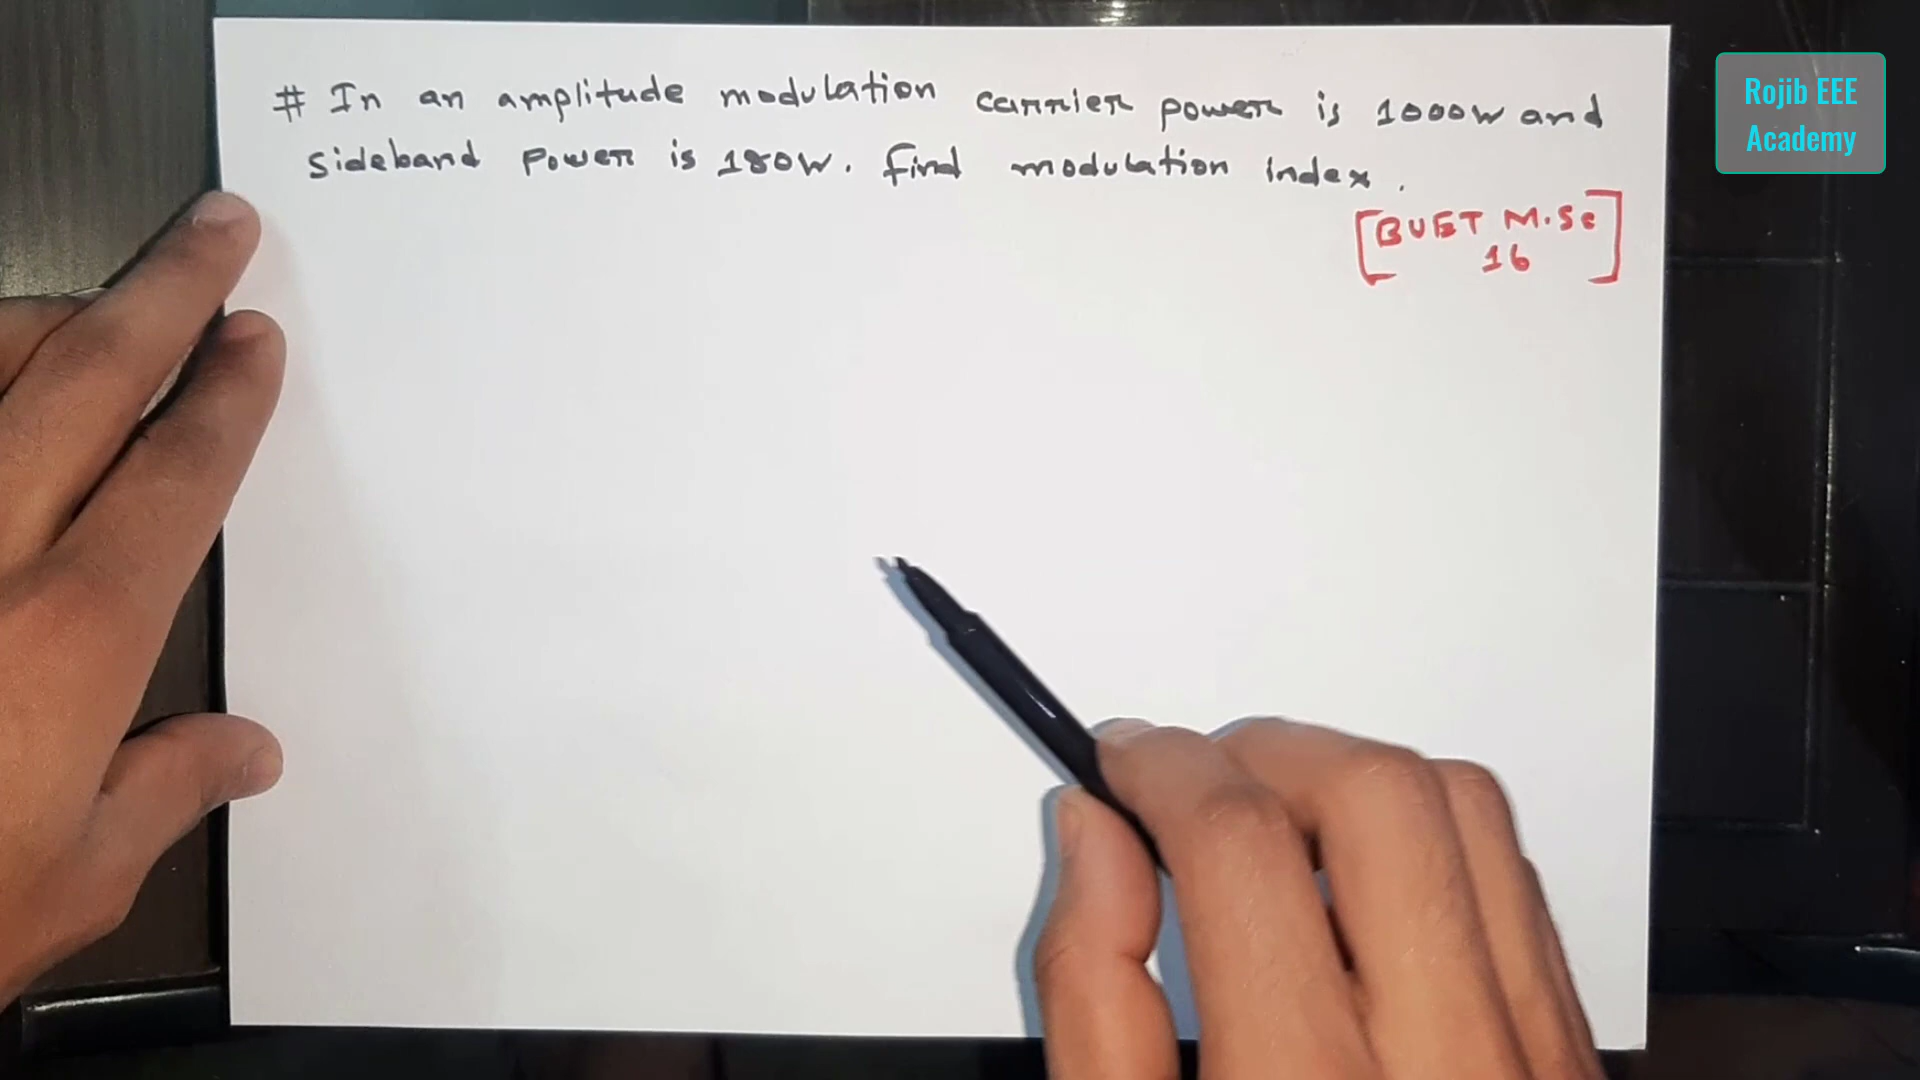 # In an amplitude modulation carrier power is 1000W and
sideband power is 180W. find modulation index.
[BUET M.Sc
16]
Rojib EEE
Academy